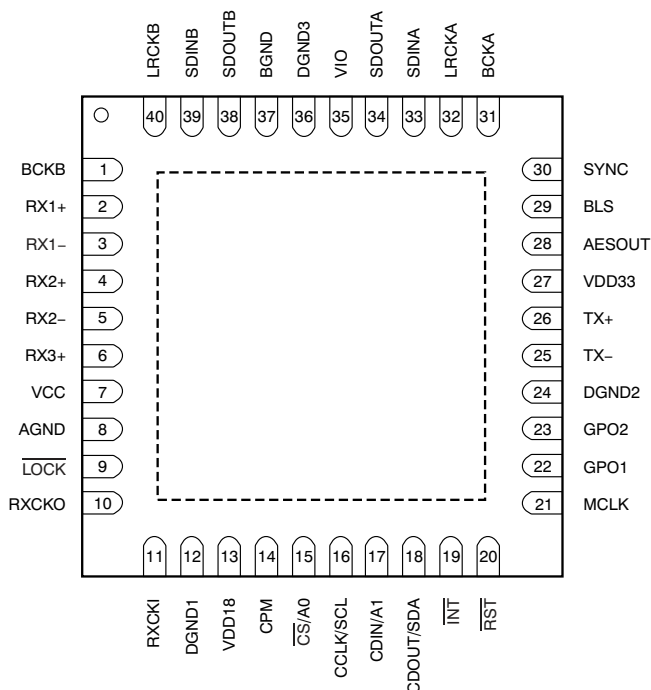 LRCKB SDINB SDOUTB BGND DGND3 VIO SDOUTA SDINA LRCKA BCKA
40 39 38 37 36 35 34 33 32 31
BCKB 1 30 SYNC
RX1+ 2 29 BLS
RX1− 3 28 AESOUT
RX2+ 4 27 VDD33
RX2− 5 26 TX+
RX3+ 6 25 TX−
VCC 7 24 DGND2
AGND 8 23 GPO2
LOCK 9 22 GPO1
RXCKO 10 21 MCLK
11 12 13 14 15 16 17 18 19 20
RXCKI DGND1 VDD18 CPM CS/A0 CCLK/SCL CDIN/A1 CDOUT/SDA INT RST